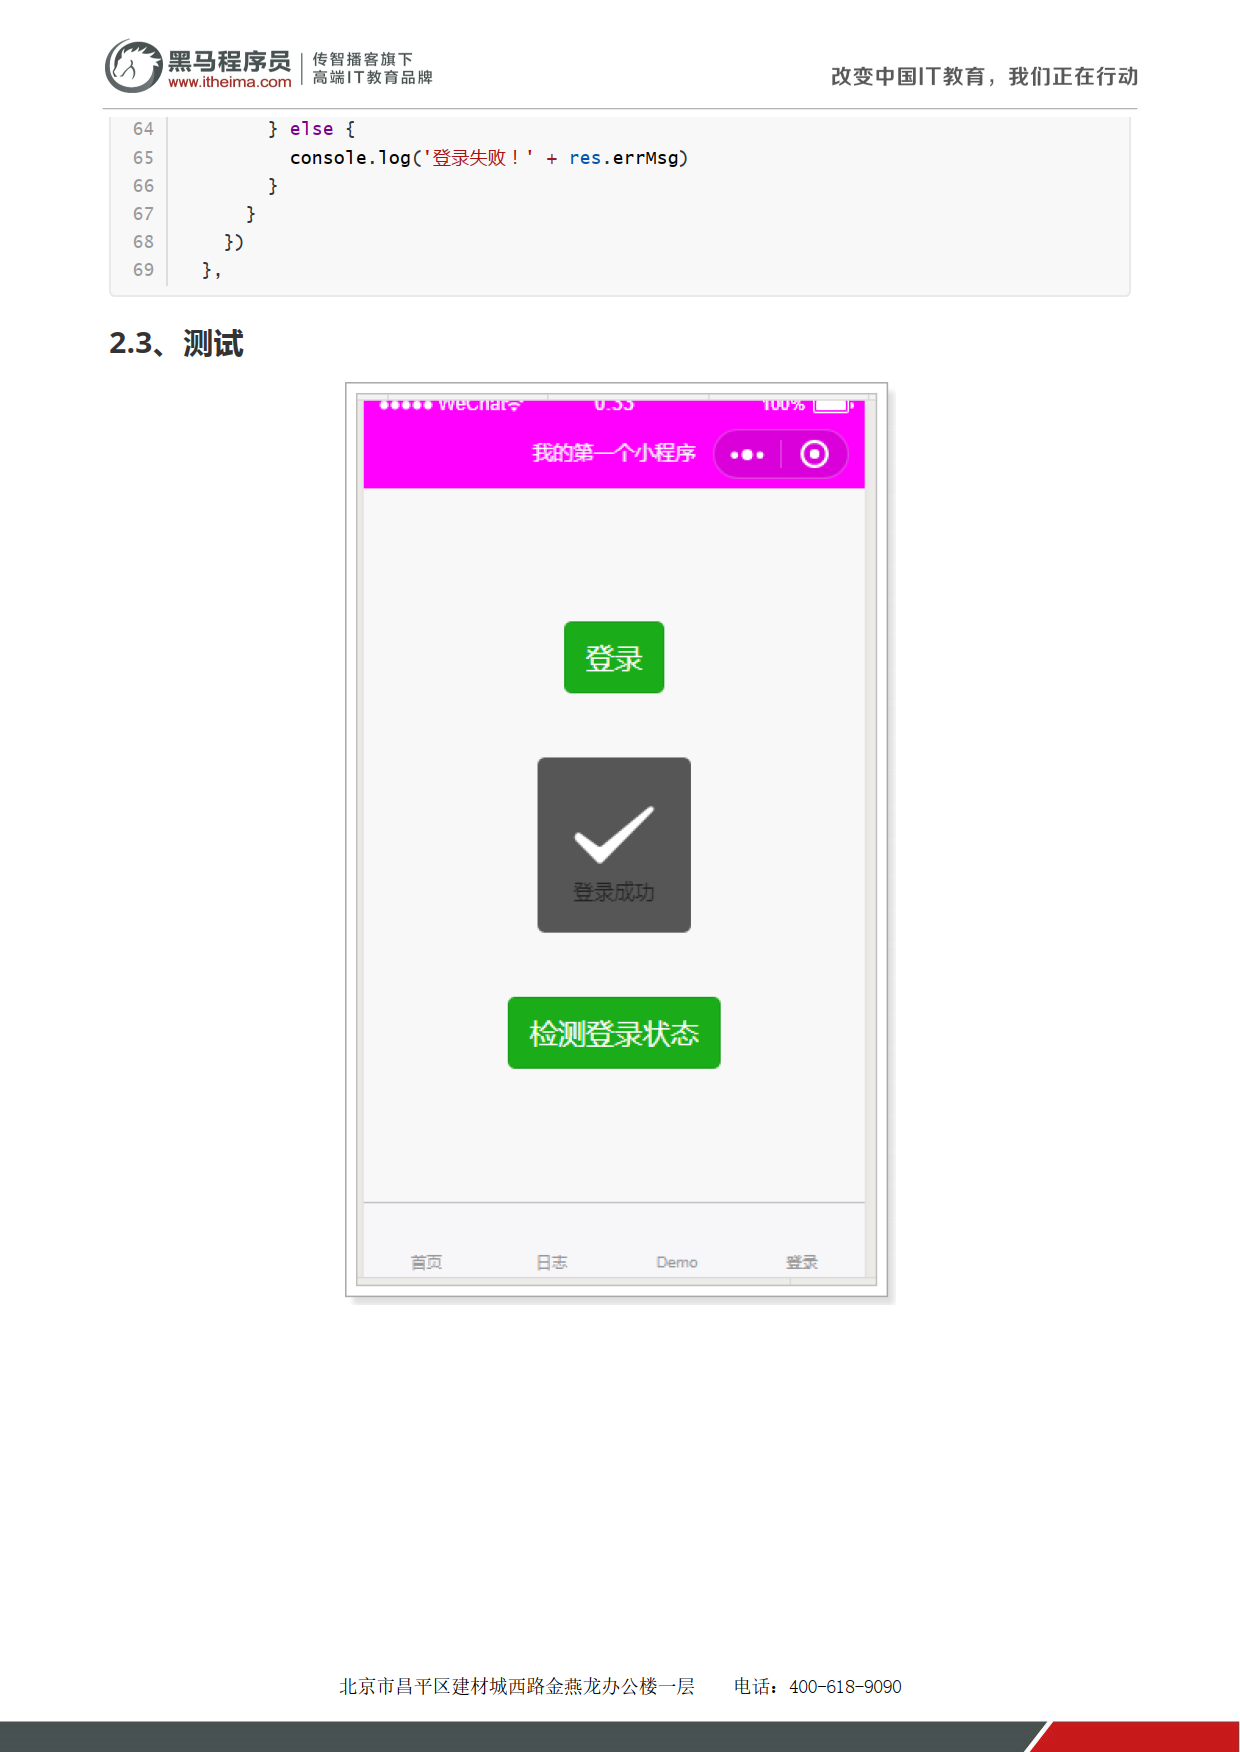 黑马程序员 传智播客旗下
www.itheima.com 高端IT教育品牌
改变中国IT教育，我们正在行动
64 } else {
65 console.log('登录失败！' + res.errMsg)
66 }
67 }
68 })
69 },
2.3、测试
WeChat 0:33 100%
我的第一个小程序
登录
登录成功
检测登录状态
首页 日志 Demo 登录
北京市昌平区建材城西路金燕龙办公楼一层 电话：400-618-9090